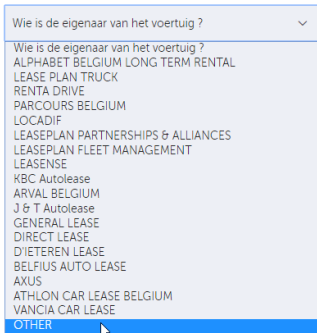 Wie is de eigenaar van het voertuig ?
Wie is de eigenaar van het voertuig ?
ALPHABET BELGIUM LONG TERM RENTAL
LEASE PLAN TRUCK
RENTA DRIVE
PARCOURS BELGIUM
LOCADIF
LEASEPLAN PARTNERSHIPS & ALLIANCES
LEASEPLAN FLEET MANAGEMENT
LEASENSE
KBC Autolease
ARVAL BELGIUM
J & T Autolease
GENERAL LEASE
DIRECT LEASE
D'IETEREN LEASE
BELFIUS AUTO LEASE
AXUS
ATHLON CAR LEASE BELGIUM
VANCIA CAR LEASE
OTHER